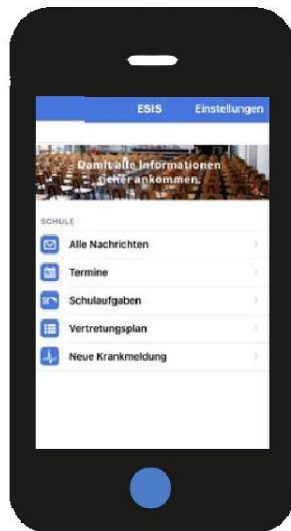 ESIS Einstellungen
Damit alle Informationen
sicher ankommen.
SCHULE
Alle Nachrichten
Termine
Schulaufgaben
Vertretungsplan
Neue Krankmeldung